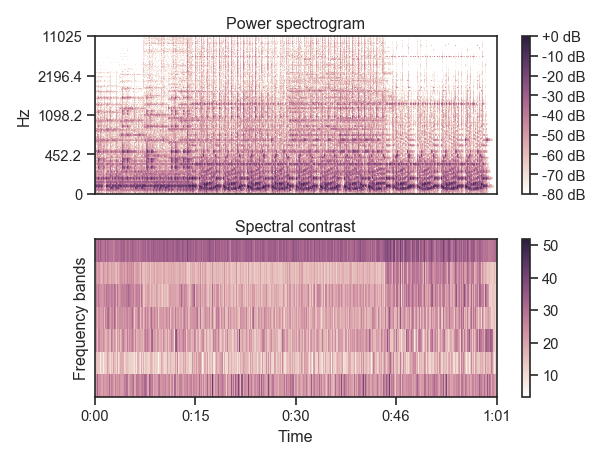 Power spectrogram
11025
2196.4
1098.2
452.2
0
Hz
+0 dB
-10 dB
-20 dB
-30 dB
-40 dB
-50 dB
-60 dB
-70 dB
-80 dB
Spectral contrast
Frequency bands
50
40
30
20
10
0:00 0:15 0:30 0:46 1:01
Time